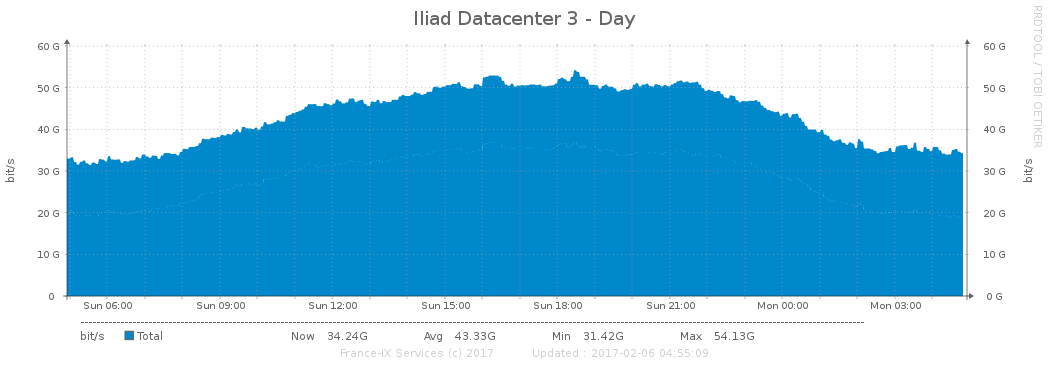 Iliad Datacenter 3 - Day
RRDTOOL / TOBI OETIKER
60 G 60 G
50 G 50 G
40 G 40 G
30 G 30 G
20 G 20 G
10 G 10 G
0 0 G
bit/s bit/s
Sun 06:00 Sun 09:00 Sun 12:00 Sun 15:00 Sun 18:00 Sun 21:00 Mon 00:00 Mon 03:00
bit/s Total Now 34.24G Avg 43.33G Min 31.42G Max 54.13G
France-IX Services (c) 2017 Updated : 2017-02-06 04:55:09